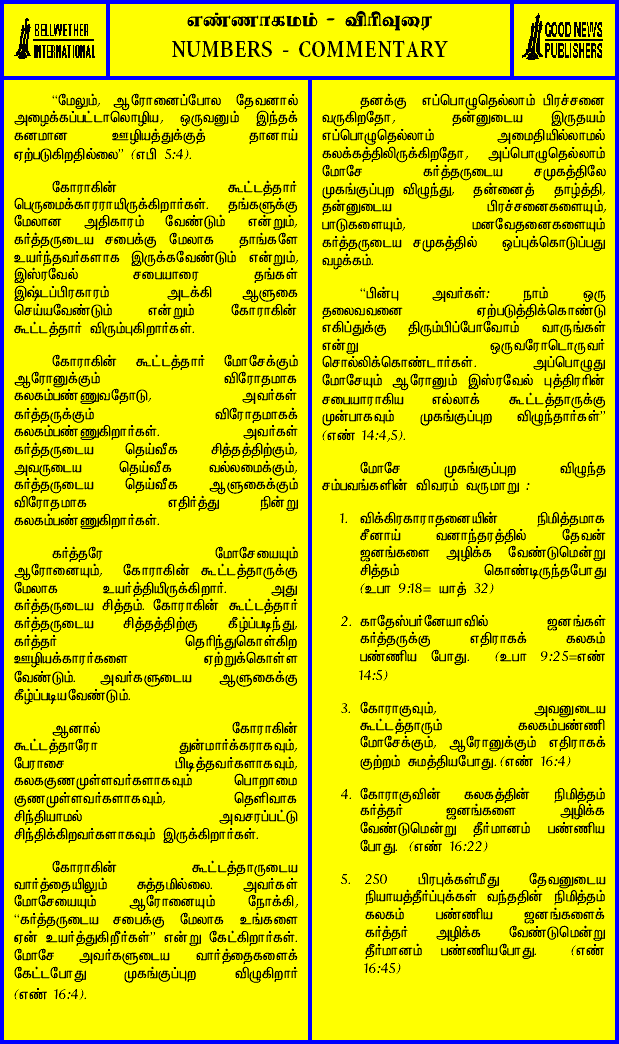 BELLWETHER
INTERNATIONAL
எண்ணாகமம் - விரிவுரை
NUMBERS - COMMENTARY
GOOD NEWS
PUBLISHERS
“மேலும், ஆரோனைப்போல தேவனால்
அழைக்கப்பட்டாலொழிய, ஒருவனும் இந்தக்
கனமான ஊழியத்துக்குத் தானாய்
ஏற்படுகிறதில்லை” (எபி 5:4).
கோராகின் கூட்டத்தார்
பெருமைக்காரராயிருக்கிறார்கள். தங்களுக்கு
மேலான அதிகாரம் வேண்டும் என்றும்,
கர்த்தருடைய சபைக்கு மேலாக தாங்களே
உயர்ந்தவர்களாக இருக்கவேண்டும் என்றும்,
இஸ்ரவேல் சபையாரை தங்கள்
இஷ்டப்பிரகாரம் அடக்கி ஆளுகை
செய்யவேண்டும் என்றும் கோராகின்
கூட்டத்தார் விரும்புகிறார்கள்.
கோராகின் கூட்டத்தார் மோசேக்கும்
ஆரோனுக்கும் விரோதமாக
கலகம்பண்ணுவதோடு, அவர்கள்
கர்த்தருக்கும் விரோதமாகக்
கலகம்பண்ணுகிறார்கள். அவர்கள்
கர்த்தருடைய தெய்வீக சித்தத்திற்கும்,
அவருடைய தெய்வீக வல்லமைக்கும்,
கர்த்தருடைய தெய்வீக ஆளுகைக்கும்
விரோதமாக எதிர்த்து நின்று
கலகம்பண்ணுகிறார்கள்.
கர்த்தரே மோசேயையும்
ஆரோனையும், கோராகின் கூட்டத்தாருக்கு
மேலாக உயர்த்தியிருக்கிறார். அது
கர்த்தருடைய சித்தம். கோராகின் கூட்டத்தார்
கர்த்தருடைய சித்தத்திற்கு கீழ்ப்படிந்து,
கர்த்தர் தெரிந்துகொள்கிற
ஊழியக்காரர்களை ஏற்றுக்கொள்ள
வேண்டும். அவர்களுடைய ஆளுகைக்கு
கீழ்ப்படியவேண்டும்.
ஆனால் கோராகின்
கூட்டத்தாரோ துன்மார்க்கராகவும்,
பேராசை பிடித்தவர்களாகவும்,
கலககுணமுள்ளவர்களாகவும் பொறாமை
குணமுள்ளவர்களாகவும், தெளிவாக
சிந்தியாமல் அவசரப்பட்டு
சிந்திக்கிறவர்களாகவும் இருக்கிறார்கள்.
கோராகின் கூட்டத்தாருடைய
வார்த்தையிலும் சுத்தமில்லை. அவர்கள்
மோசேயையும் ஆரோனையும் நோக்கி,
“கர்த்தருடைய சபைக்கு மேலாக உங்களை
ஏன் உயர்த்துகிறீர்கள்” என்று கேட்கிறார்கள்.
மோசே அவர்களுடைய வார்த்தைகளைக்
கேட்டபோது முகங்குப்புற விழுகிறார்
(எண் 16:4).
தனக்கு எப்பொழுதெல்லாம் பிரச்சனை
வருகிறதோ, தன்னுடைய இருதயம்
எப்பொழுதெல்லாம் அமைதியில்லாமல்
கலக்கத்திலிருக்கிறதோ, அப்பொழுதெல்லாம்
மோசே கர்த்தருடைய சமுகத்திலே
முகங்குப்புற விழுந்து, தன்னைத் தாழ்த்தி,
தன்னுடைய பிரச்சனைகளையும்,
பாடுகளையும், மனவேதனைகளையும்
கர்த்தருடைய சமுகத்தில் ஒப்புக்கொடுப்பது
வழக்கம்.
“பின்பு அவர்கள்: நாம் ஒரு
தலைவவனை ஏற்படுத்திக்கொண்டு
எகிப்துக்கு திரும்பிப்போவோம் வாருங்கள்
என்று ஒருவரோடொருவர்
சொல்லிக்கொண்டார்கள். அப்பொழுது
மோசேயும் ஆரோனும் இஸ்ரவேல் புத்திரரின்
சபையாராகிய எல்லாக் கூட்டத்தாருக்கு
முன்பாகவும் முகங்குப்புற விழுந்தார்கள்”
(எண் 14:4,5).
மோசே முகங்குப்புற விழுந்த
சம்பவங்களின் விவரம் வருமாறு :
1. விக்கிரகாராதனையின் நிமித்தமாக
சீனாய் வனாந்தரத்தில் தேவன்
ஜனங்களை அழிக்க வேண்டுமென்று
சித்தம் கொண்டிருந்தபோது
(உபா 9:18= யாத் 32)
2. காதேஸ்பர்னேயாவில் ஜனங்கள்
கர்த்தருக்கு எதிராகக் கலகம்
பண்ணிய போது. (உபா 9:25=எண்
14:5)
3. கோராகுவும், அவனுடைய
கூட்டத்தாரும் கலகம்பண்ணி
மோசேக்கும், ஆரோனுக்கும் எதிராகக்
குற்றம் சுமத்தியபோது. (எண் 16:4)
4. கோராகுவின் கலகத்தின் நிமித்தம்
கர்த்தர் ஜனங்களை அழிக்க
வேண்டுமென்று தீர்மானம் பண்ணிய
போது. (எண் 16:22)
5. 250 பிரபுக்கள்மீது தேவனுடைய
நியாயத்தீர்ப்புக்கள் வந்ததின் நிமித்தம்
கலகம் பண்ணிய ஜனங்களைக்
கர்த்தர் அழிக்க வேண்டுமென்று
தீர்மானம் பண்ணியபோது. (எண்
16:45)